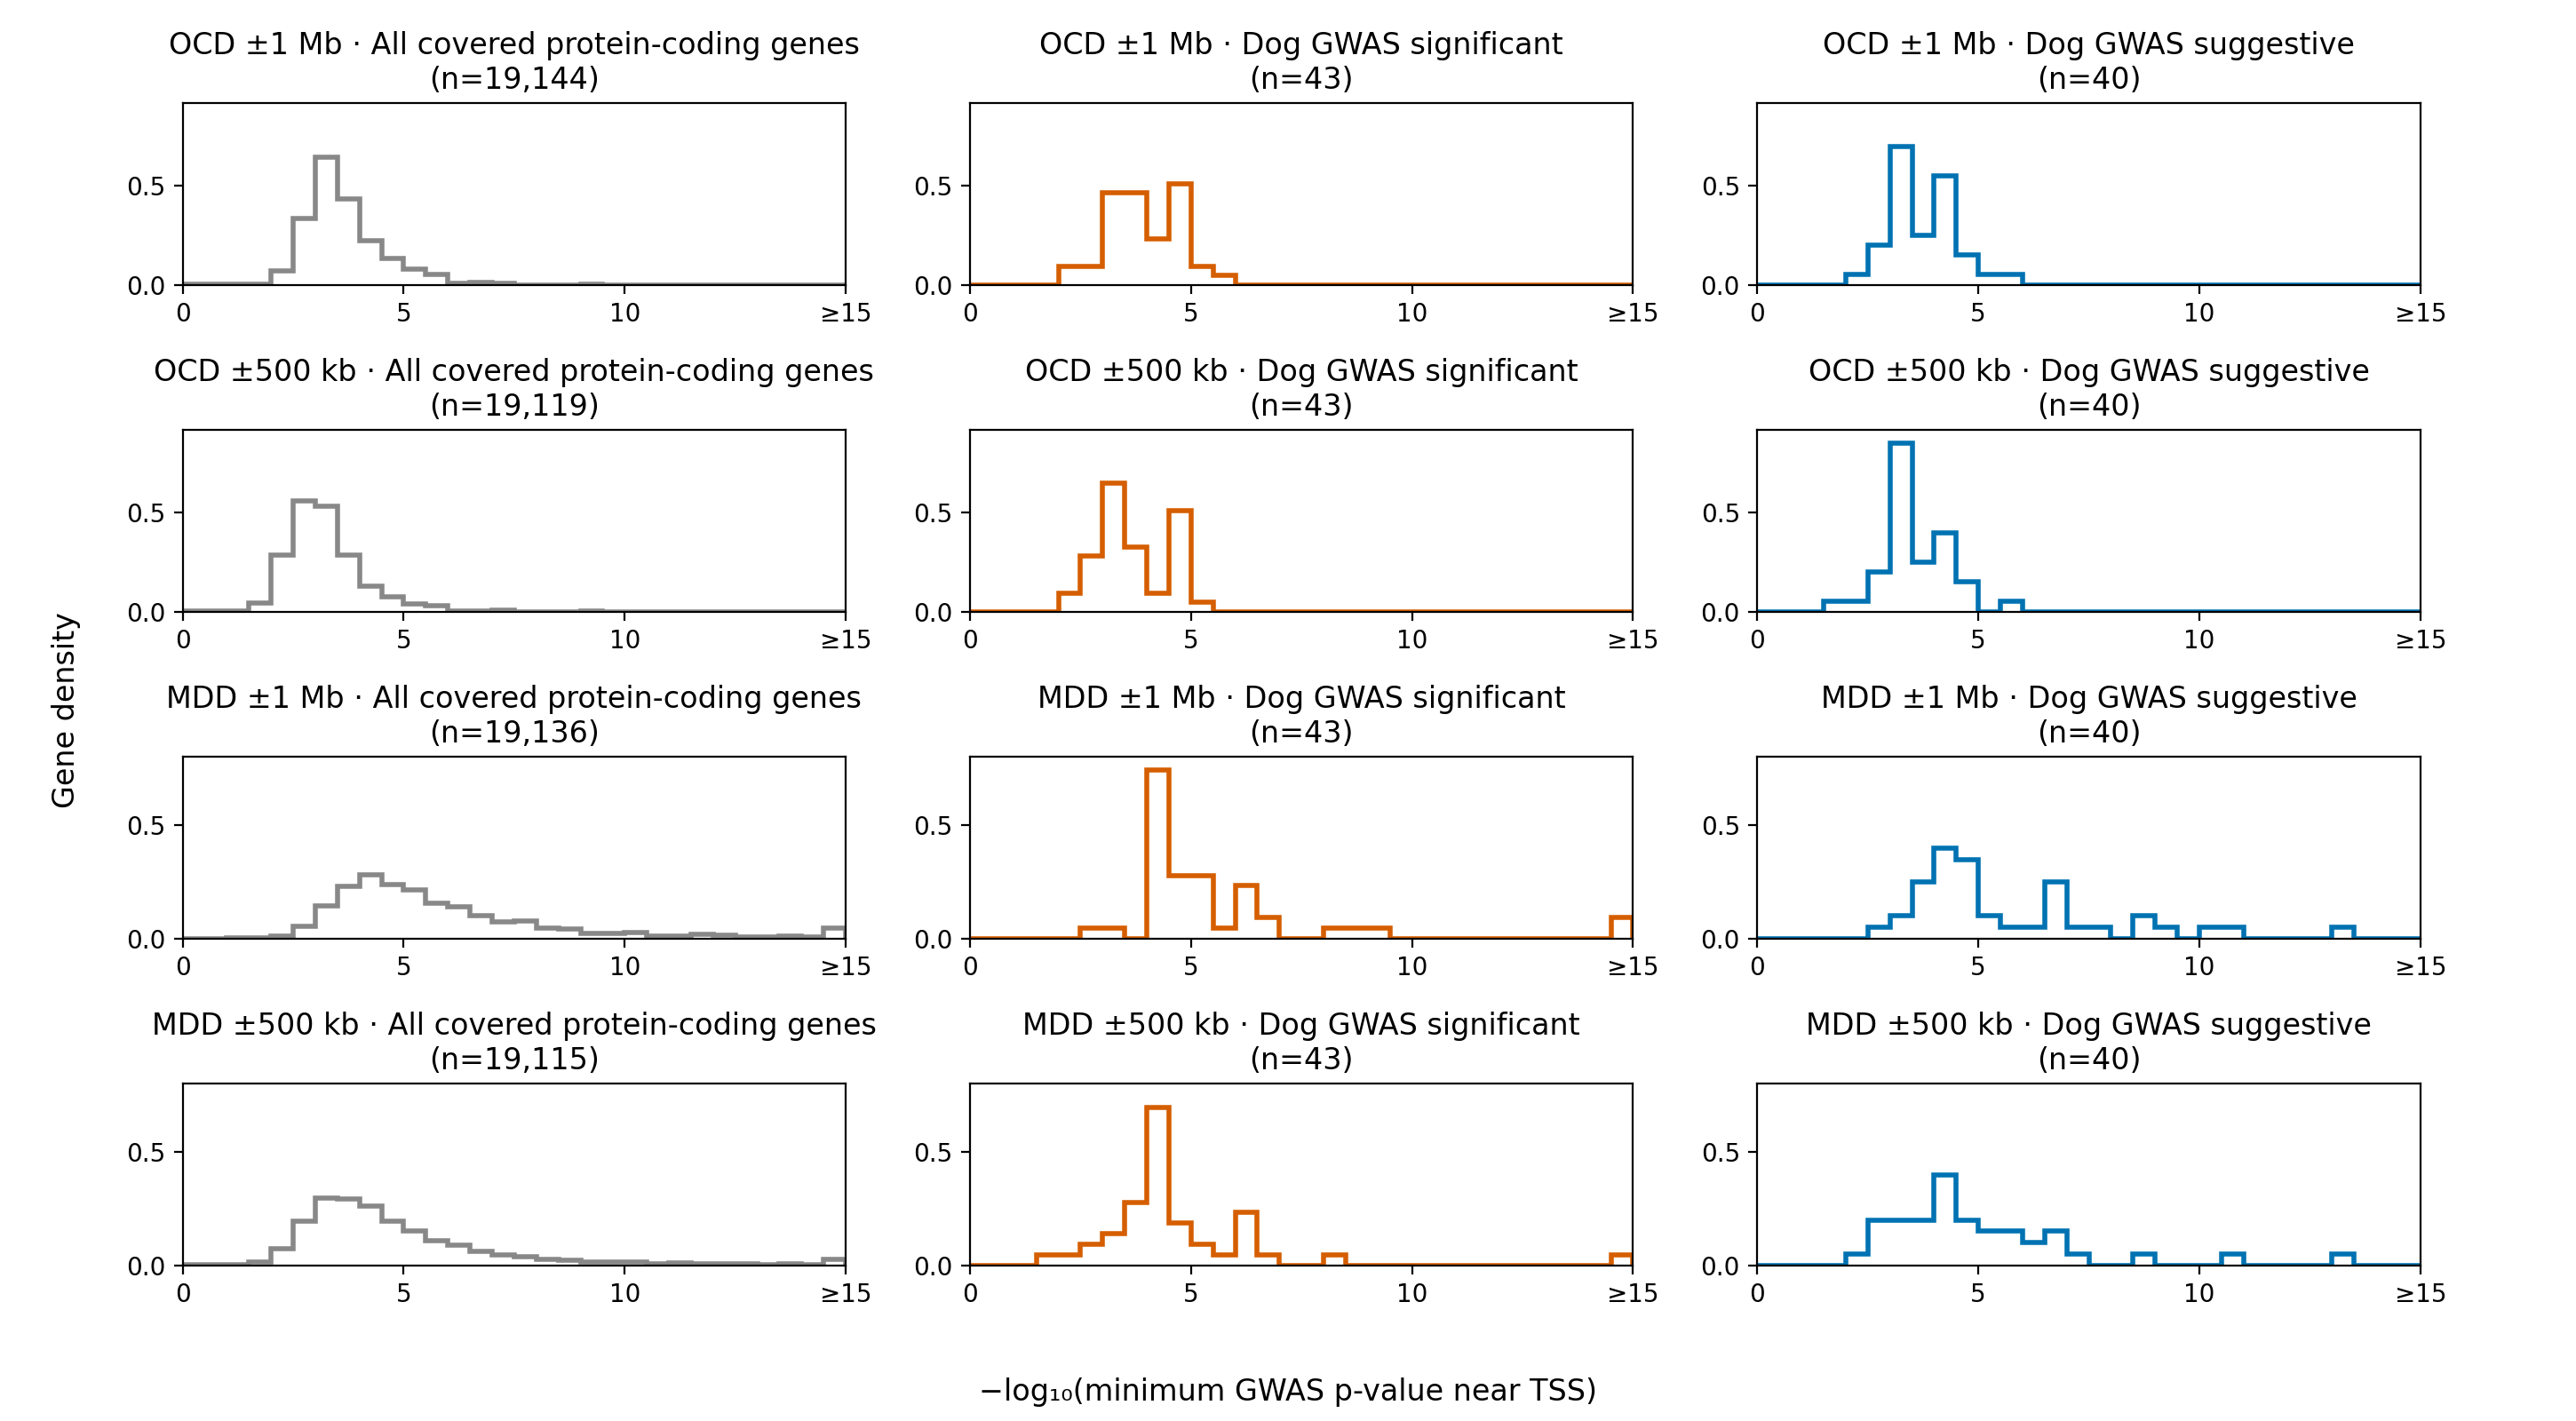 OCD ±1 Mb · All covered protein-coding genes
(n=19,144)
OCD ±1 Mb · Dog GWAS significant
(n=43)
OCD ±1 Mb · Dog GWAS suggestive
(n=40)
0.5
0.0
0 5 10 ≥15
0.5
0.0
0 5 10 ≥15
0.5
0.0
0 5 10 ≥15
OCD ±500 kb · All covered protein-coding genes
(n=19,119)
OCD ±500 kb · Dog GWAS significant
(n=43)
OCD ±500 kb · Dog GWAS suggestive
(n=40)
0.5
0.0
0 5 10 ≥15
0.5
0.0
0 5 10 ≥15
0.5
0.0
0 5 10 ≥15
Gene density
MDD ±1 Mb · All covered protein-coding genes
(n=19,136)
MDD ±1 Mb · Dog GWAS significant
(n=43)
MDD ±1 Mb · Dog GWAS suggestive
(n=40)
0.5
0.0
0 5 10 ≥15
0.5
0.0
0 5 10 ≥15
0.5
0.0
0 5 10 ≥15
MDD ±500 kb · All covered protein-coding genes
(n=19,115)
MDD ±500 kb · Dog GWAS significant
(n=43)
MDD ±500 kb · Dog GWAS suggestive
(n=40)
0.5
0.0
0 5 10 ≥15
0.5
0.0
0 5 10 ≥15
0.5
0.0
0 5 10 ≥15
−log₁₀(minimum GWAS p-value near TSS)